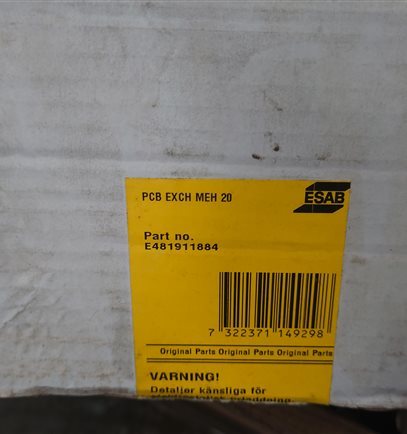 PCB EXCH MEH 20
ESAB
Part no.
E481911884
7 322371 149298
Original Parts Original Parts Original Parts
VARNING!
Detaljer känsliga för